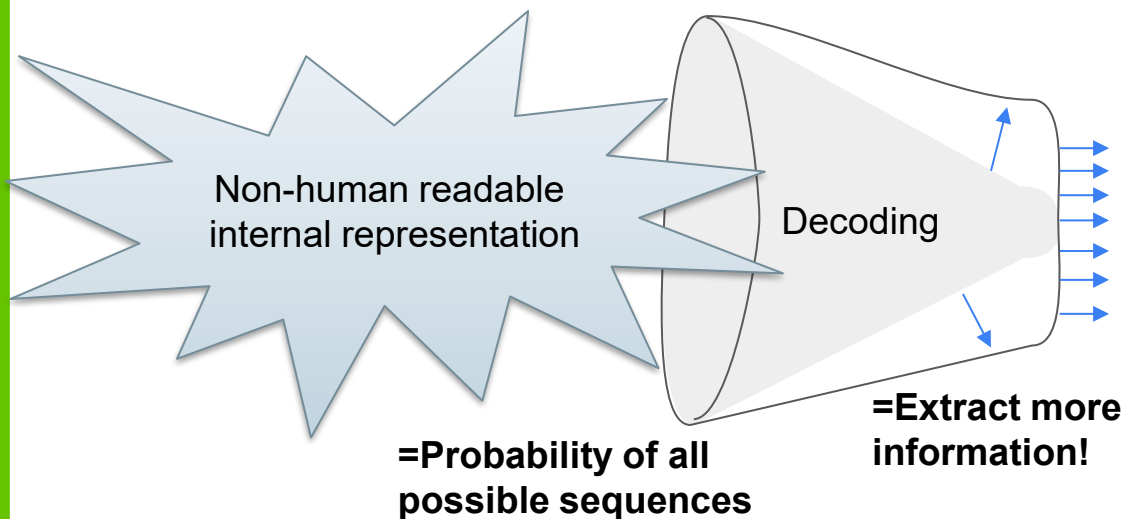 Non-human readable
internal representation
Decoding
=Extract more
information!
=Probability of all
possible sequences